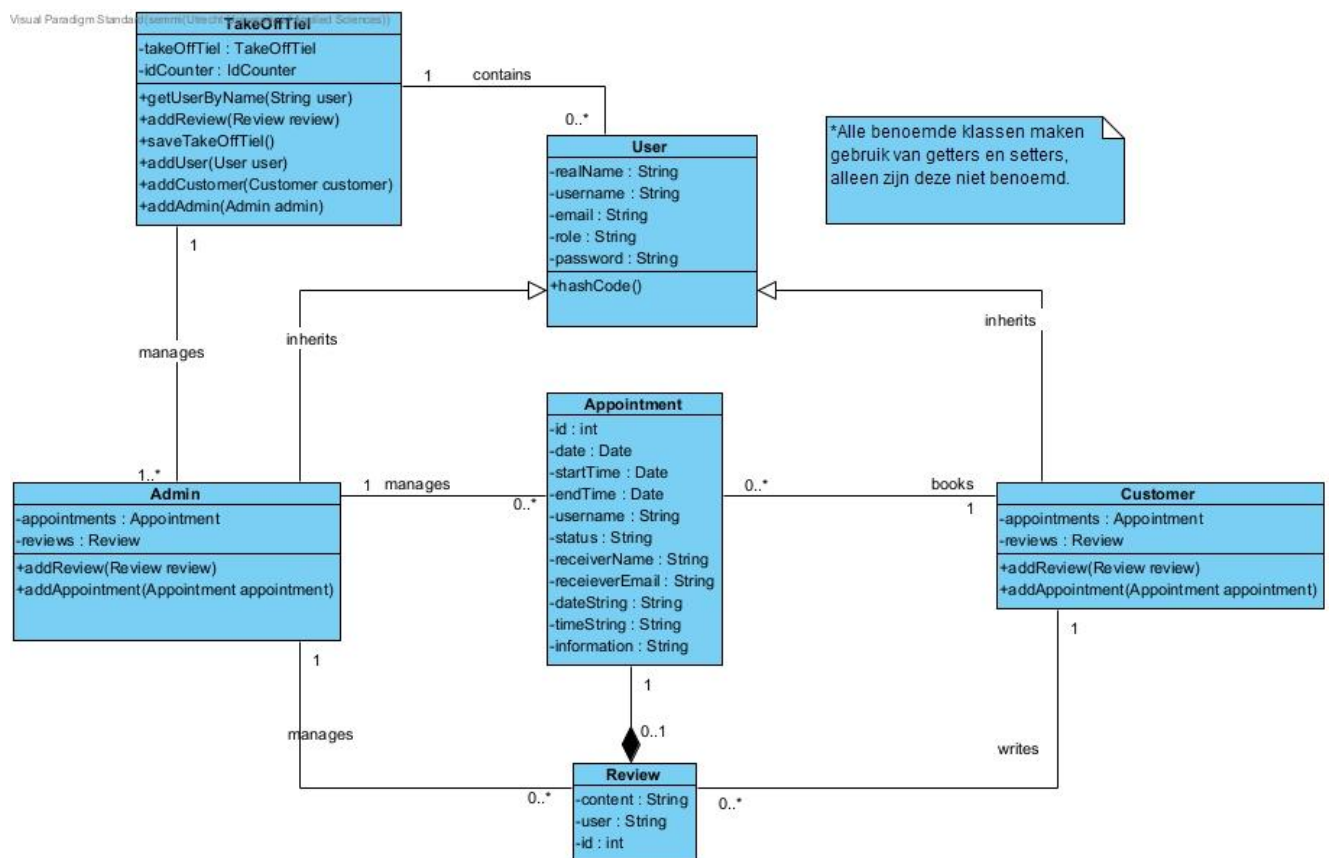 Visual Paradigm Standard(semmi(Utrecht
TakeOffTiel
-takeOffTiel : TakeOffTiel
-idCounter : IdCounter
+getUserByName(String user)
+addReview(Review review)
+saveTakeOffTiel()
+addUser(User user)
+addCustomer(Customer customer)
+addAdmin(Admin admin)
1 contains
0..*
User
-realName : String
-username : String
-email : String
-role : String
-password : String
+hashCode()
*Alle benoemde klassen maken
gebruik van getters en setters,
alleen zijn deze niet benoemd.
1
manages
1..*
inherits
inherits
Admin
-appointments : Appointment
-reviews : Review
+addReview(Review review)
+addAppointment(Appointment appointment)
1 manages
0..*
Appointment
-id : int
-date : Date
-startTime : Date
-endTime : Date
-username : String
-status : String
-receiverName : String
-receieverEmail : String
-dateString : String
-timeString : String
-information : String
0..*
books
1
Customer
-appointments : Appointment
-reviews : Review
+addReview(Review review)
+addAppointment(Appointment appointment)
1
manages
0..*
1
0..1
1
writes
0..*
Review
-content : String
-user : String
-id : int